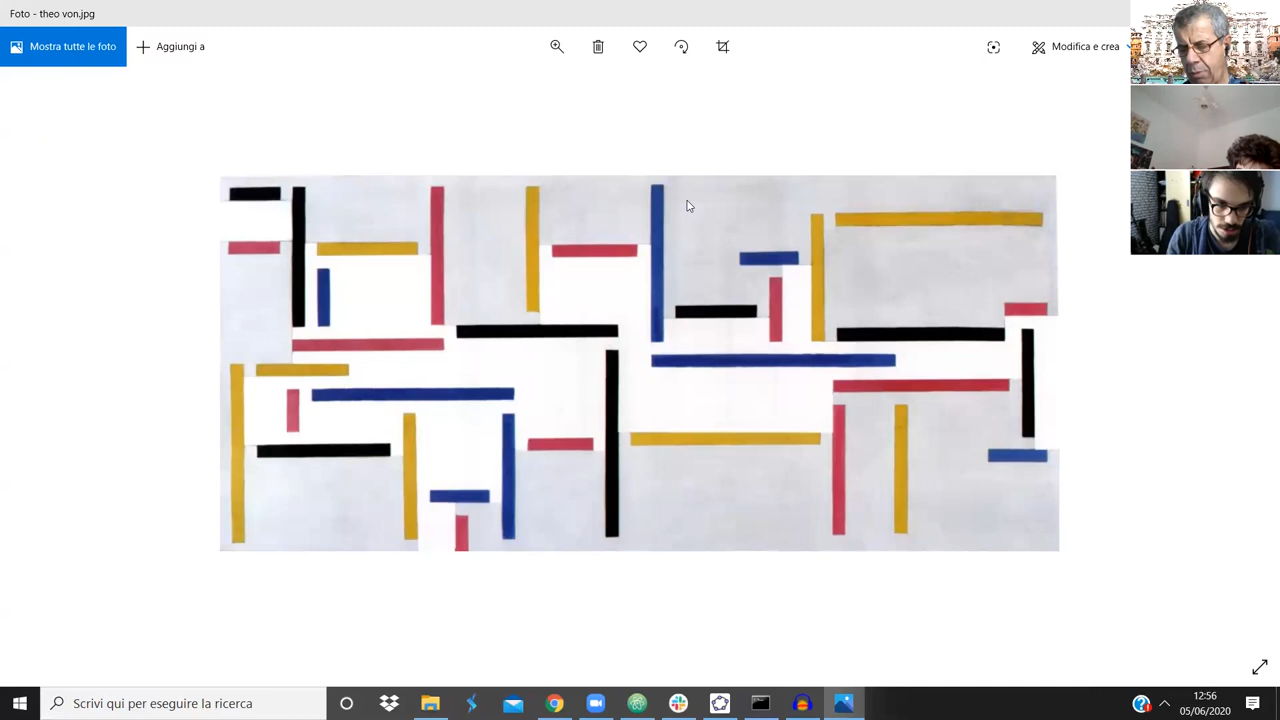 Foto - theo von.jpg
Mostra tutte le foto
Aggiungi a
Modifica e crea
Scrivi qui per eseguire la ricerca
12:56
05/06/2020